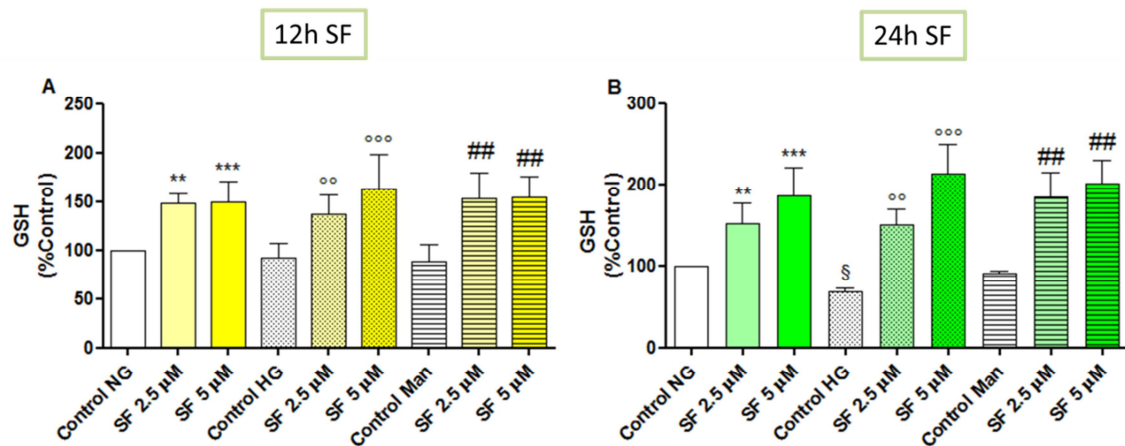 12h SF
24h SF
A
GSH
(%Control)
250
200
150
100
50
0
**
***
°°
°°°
##
##
Control NG
SF 2.5 µM
SF 5 µM
Control HG
SF 2.5 µM
SF 5 µM
Control Man
SF 2.5 µM
SF 5 µM
B
GSH
(%Control)
300
200
100
0
**
***
§
°°
°°°
##
##
Control NG
SF 2.5 µM
SF 5 µM
Control HG
SF 2.5 µM
SF 5 µM
Control Man
SF 2.5 µM
SF 5 µM